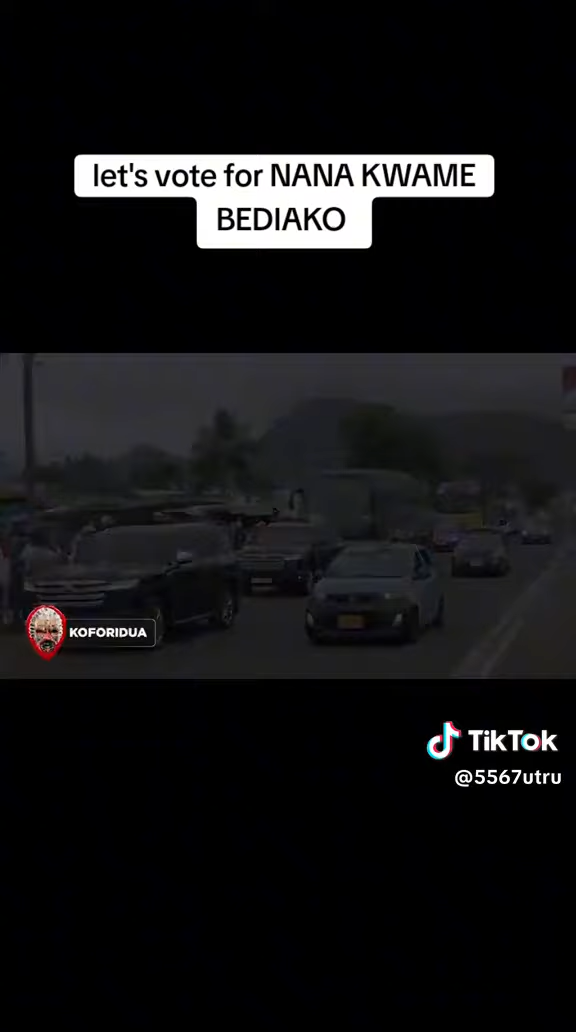 let's vote for NANA KWAME
BEDIAKO
KOFORIDUA
TikTok
@5567utru